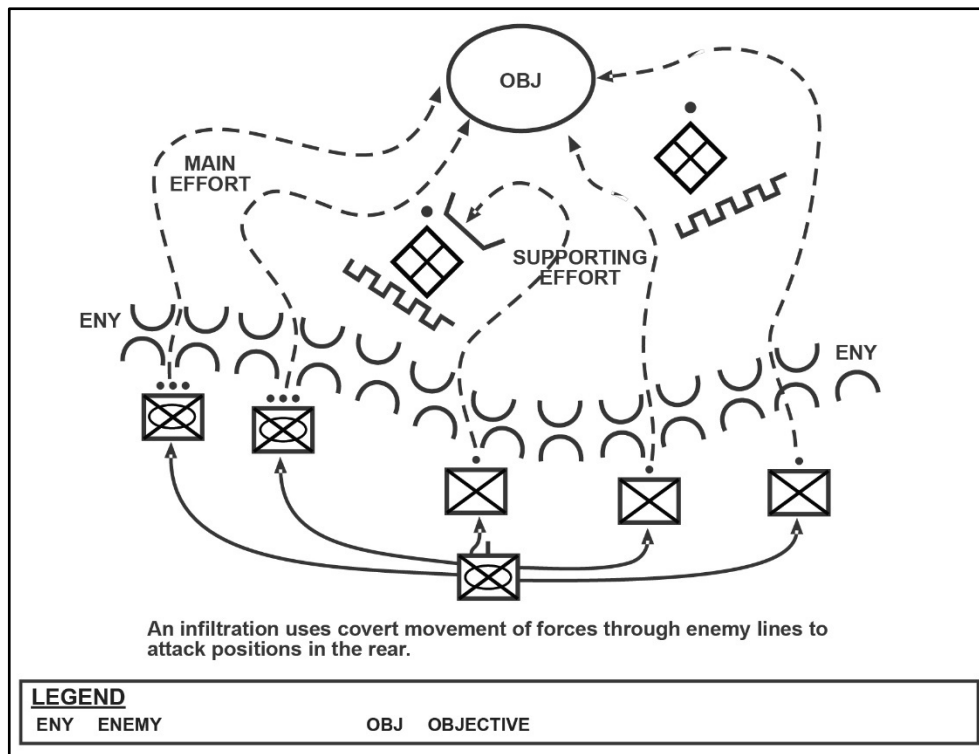 OBJ
MAIN
EFFORT
SUPPORTING
EFFORT
ENY
ENY
An infiltration uses covert movement of forces through enemy lines to
attack positions in the rear.
LEGEND
ENY ENEMY OBJ OBJECTIVE